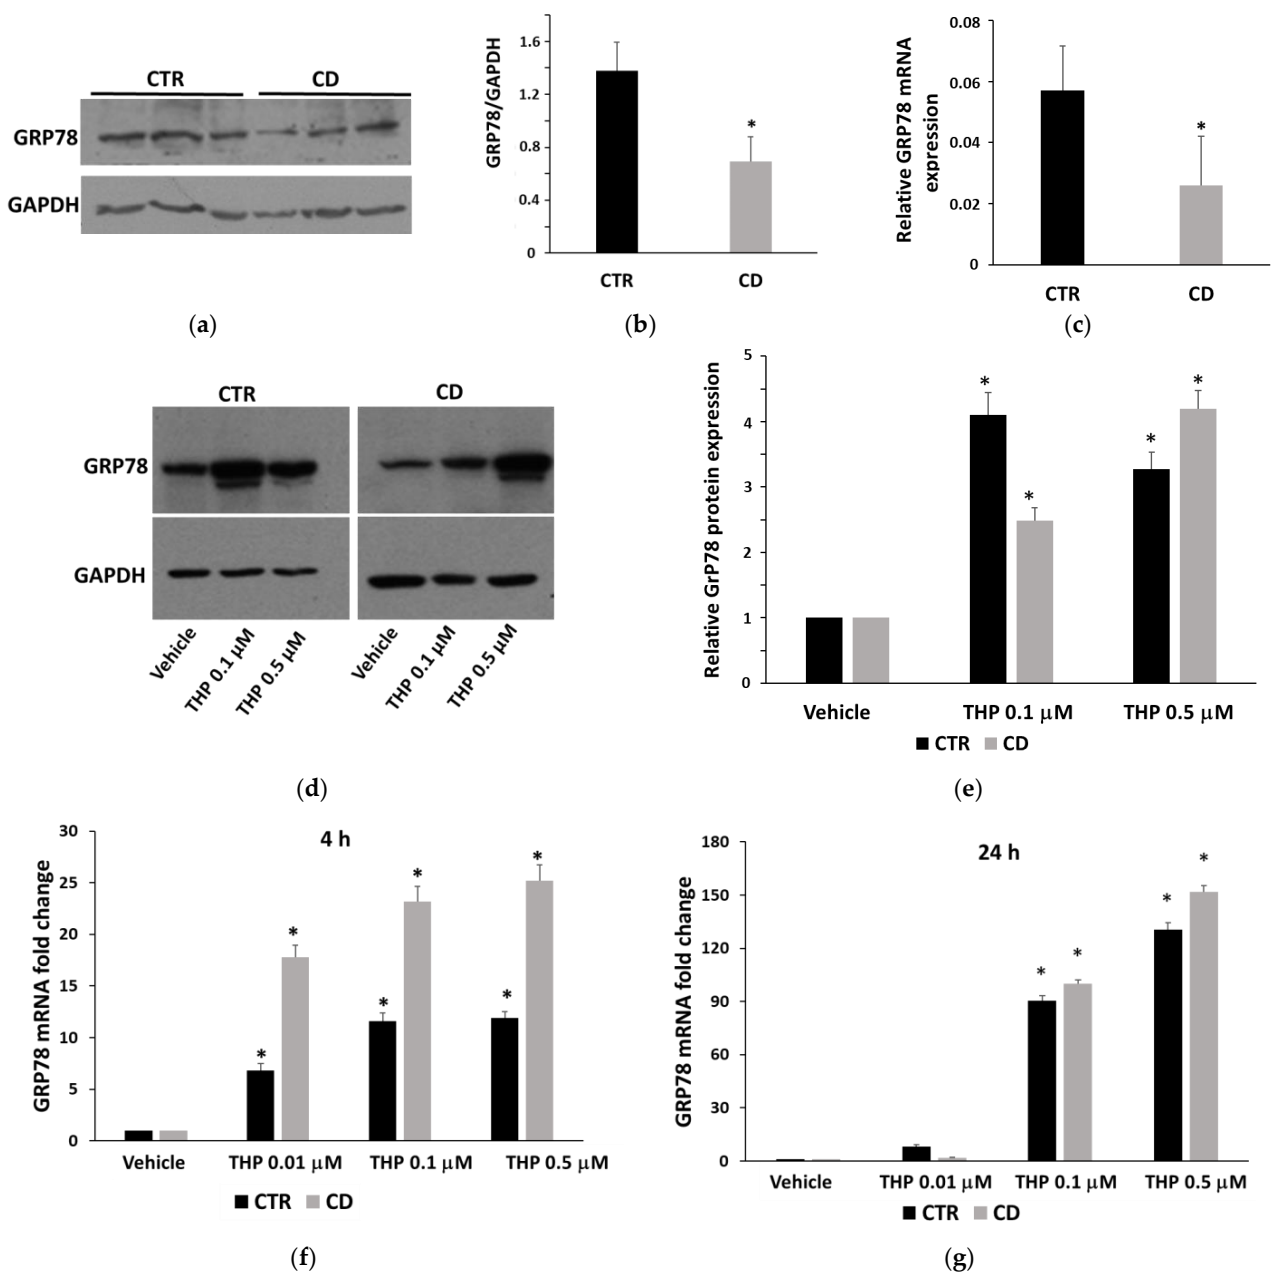 CTR CD
GRP78
GAPDH
(a)
GRP78/GAPDH
1.6
1.2
0.8
0.4
0
*
CTR CD
(b)
Relative GRP78 mRNA
expression
0.08
0.06
0.04
0.02
0
*
CTR CD
(c)
CTR CD
GRP78
GAPDH
Vehicle
THP 0.1 µM
THP 0.5 µM
Vehicle
THP 0.1 µM
THP 0.5 µM
(d)
Relative GrP78 protein expression
5
4
3
2
1
0
* * * *
Vehicle THP 0.1 µM THP 0.5 µM
CTR CD
(e)
4 h
GRP78 mRNA fold change
30
25
20
15
10
5
0
* * * * * *
Vehicle THP 0.01 µM THP 0.1 µM THP 0.5 µM
CTR CD
(f)
24 h
GRP78 mRNA fold change
180
150
120
90
60
30
0
* * * *
Vehicle THP 0.01 µM THP 0.1 µM THP 0.5 µM
CTR CD
(g)